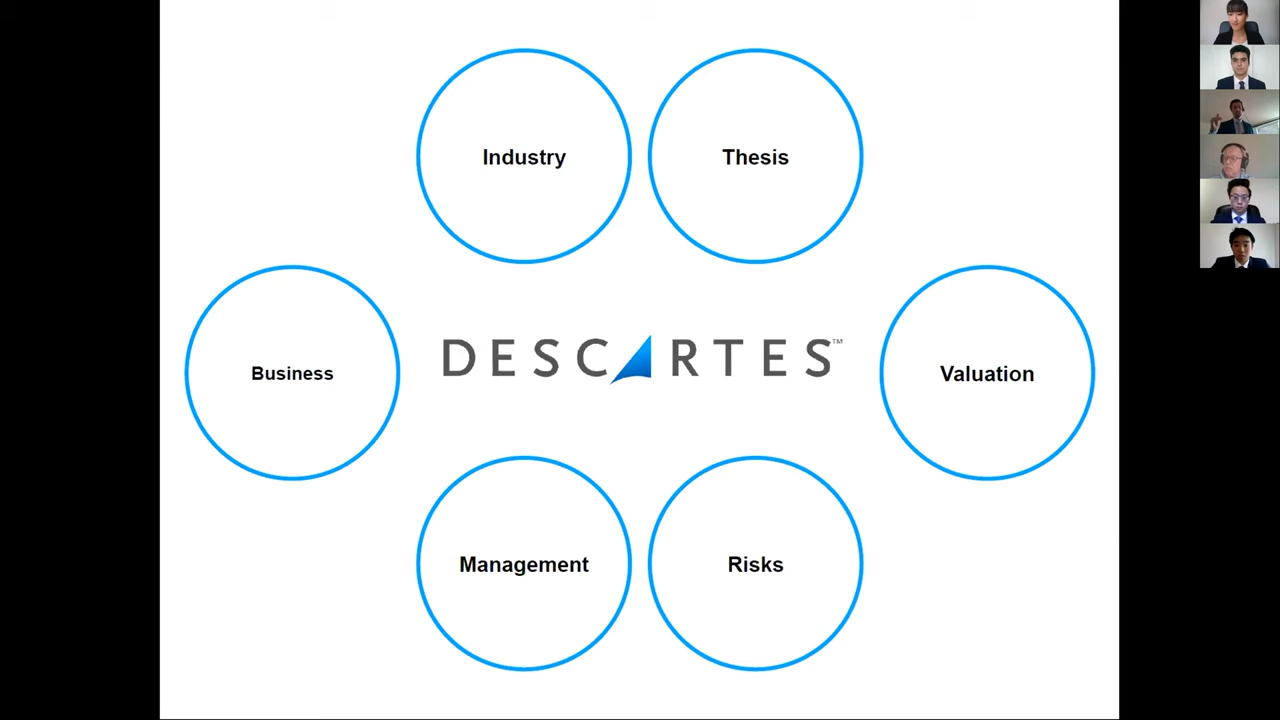 Industry
Thesis
Business
DESCARTES™
Valuation
Management
Risks